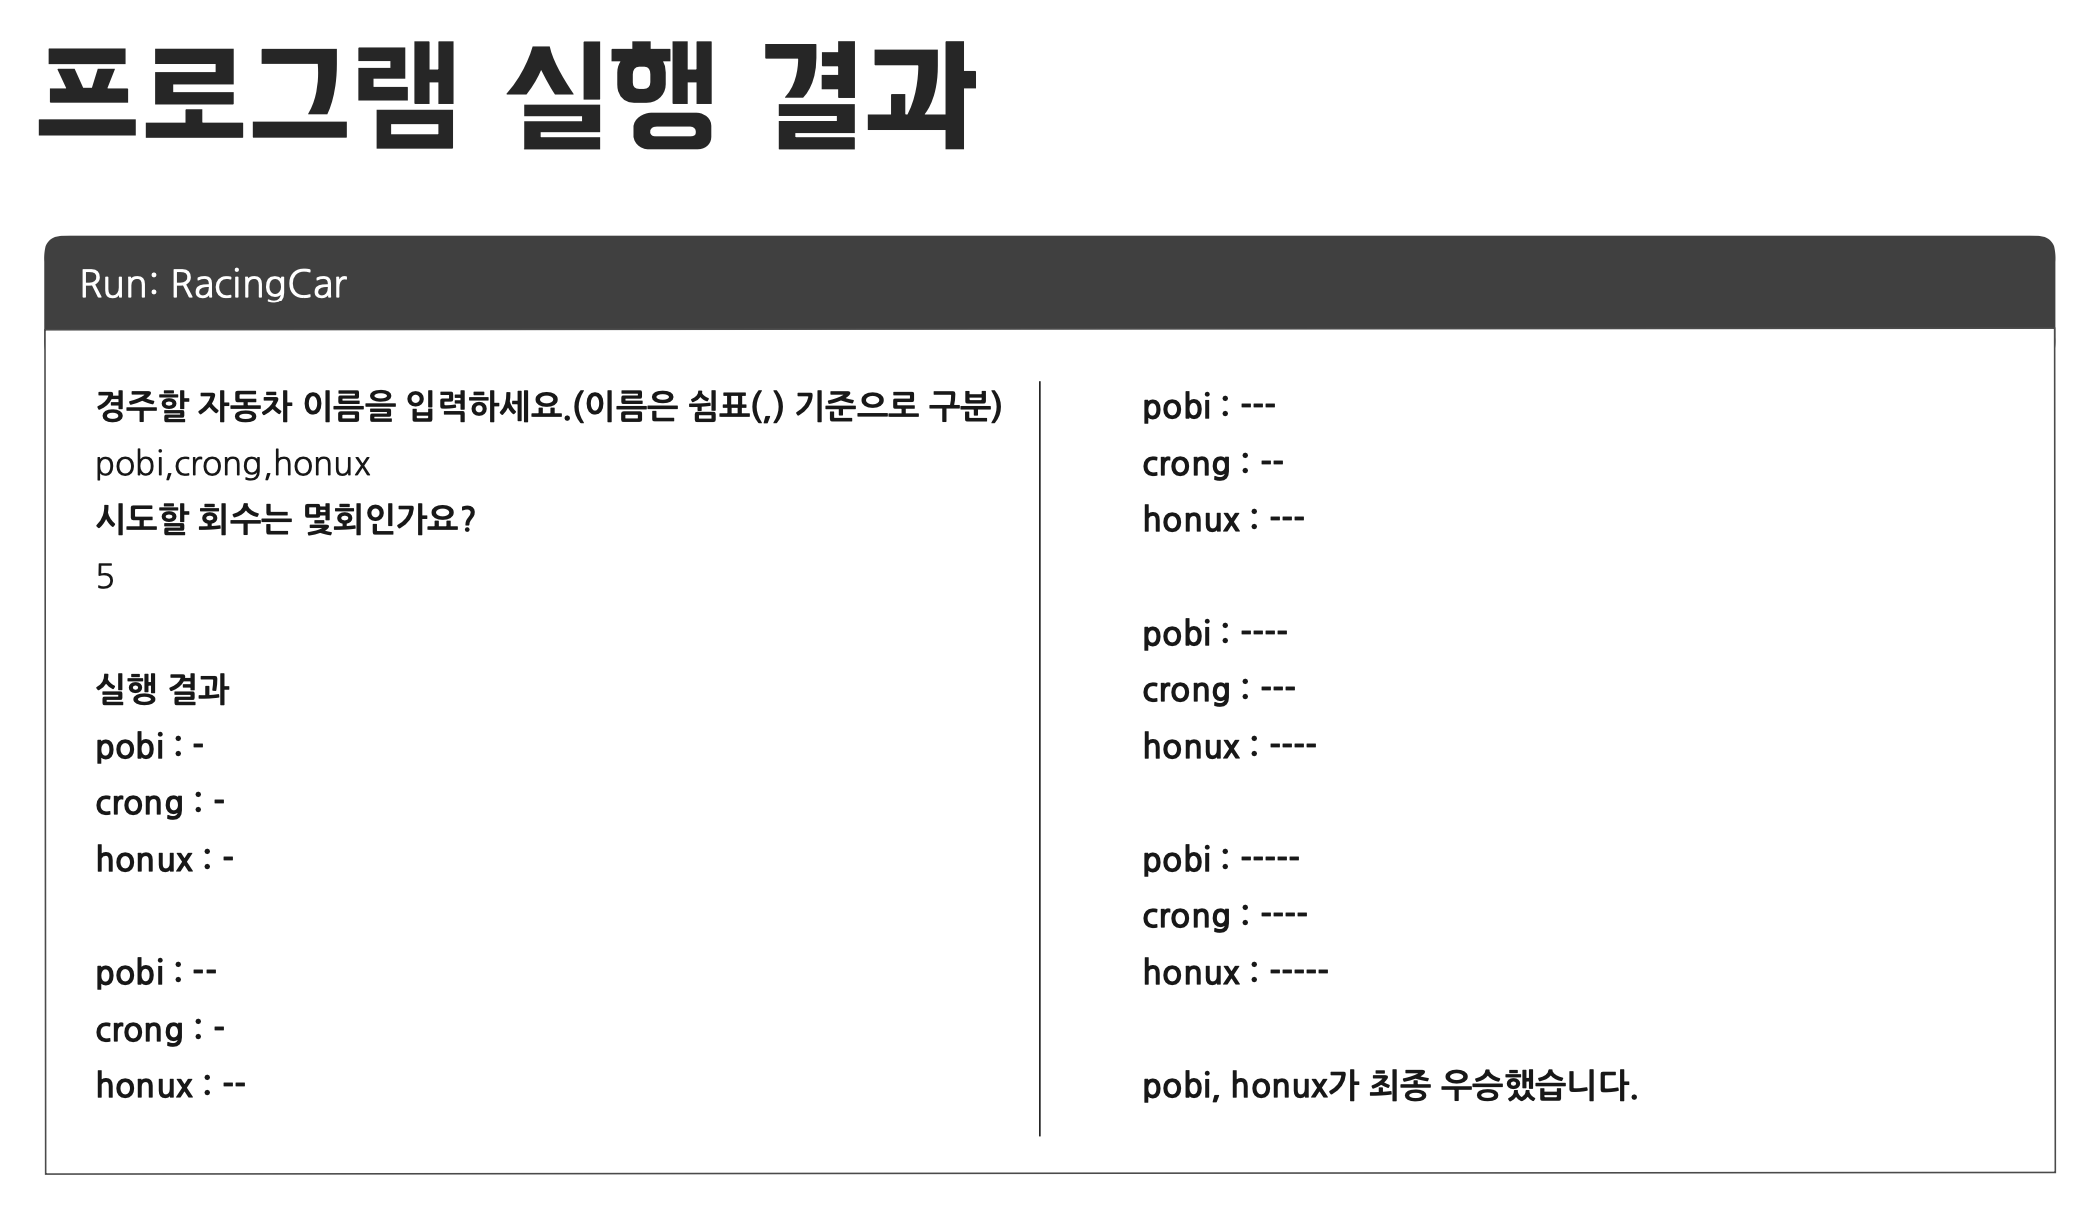 프로그램 실행 결과
Run: RacingCar
경주할 자동차 이름을 입력하세요.(이름은 쉼표(,) 기준으로 구분)
pobi,crong,honux
시도할 회수는 몇회인가요?
5
실행 결과
pobi : -
crong : -
honux : -
pobi : --
crong : -
honux : --
pobi : ---
crong : --
honux : ---
pobi : ----
crong : ---
honux : ----
pobi : -----
crong : ----
honux : -----
pobi, honux가 최종 우승했습니다.